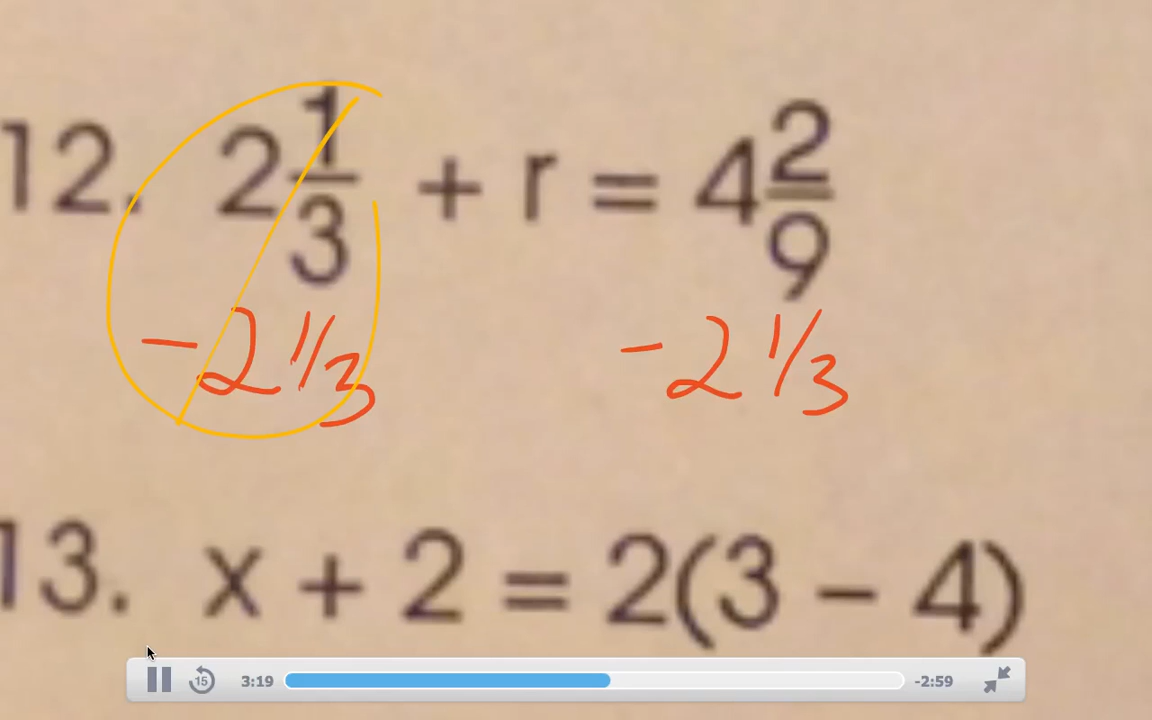 12. 2 1/3 + r = 4 2/9
- 2 1/3 - 2 1/3
13. x + 2 = 2(3 – 4)
15 3:19 -2:59